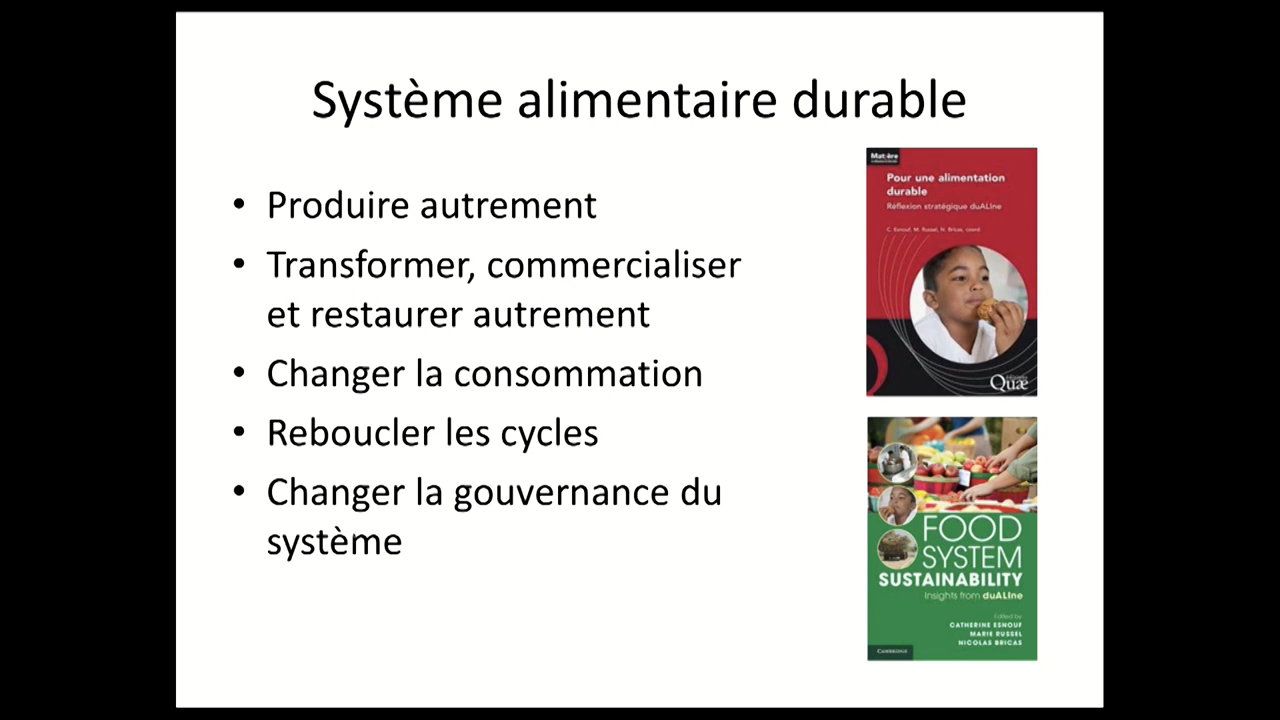 Système alimentaire durable
• Produire autrement
• Transformer, commercialiser
et restaurer autrement
• Changer la consommation
• Reboucler les cycles
• Changer la gouvernance du
système
Matière
Pour une alimentation
durable
Réflexion stratégique duALIne
C. Esnouf, M. Russel, N. Bricas, coord.
Éditions
Quæ
FOOD
SYSTEM
SUSTAINABILITY
Insights from duALIne
Edited by
CATHERINE ESNOUF
MARIE RUSSEL
NICOLAS BRICAS
CAMBRIDGE